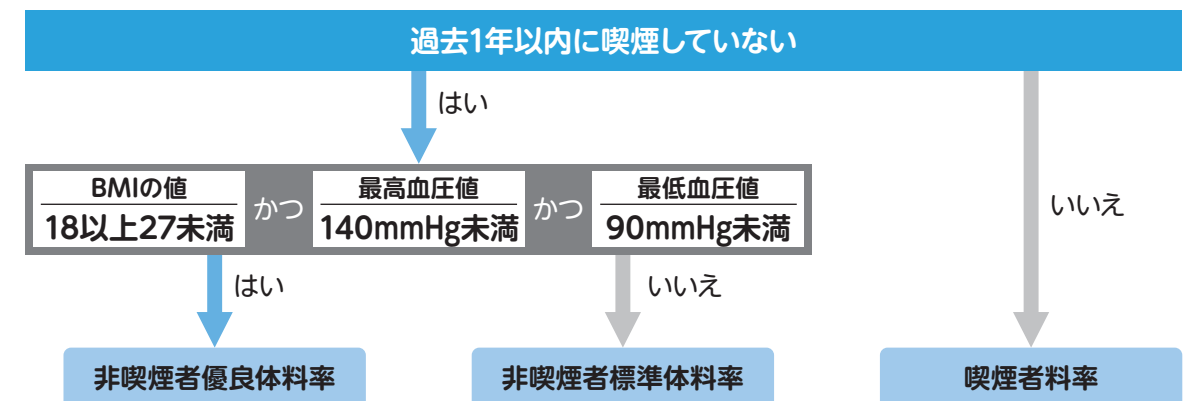 過去1年以内に喫煙していない
はい
いいえ
BMIの値
18以上27未満
かつ
最高血圧値
140mmHg未満
かつ
最低血圧値
90mmHg未満
はい
いいえ
非喫煙者優良体料率
非喫煙者標準体料率
喫煙者料率